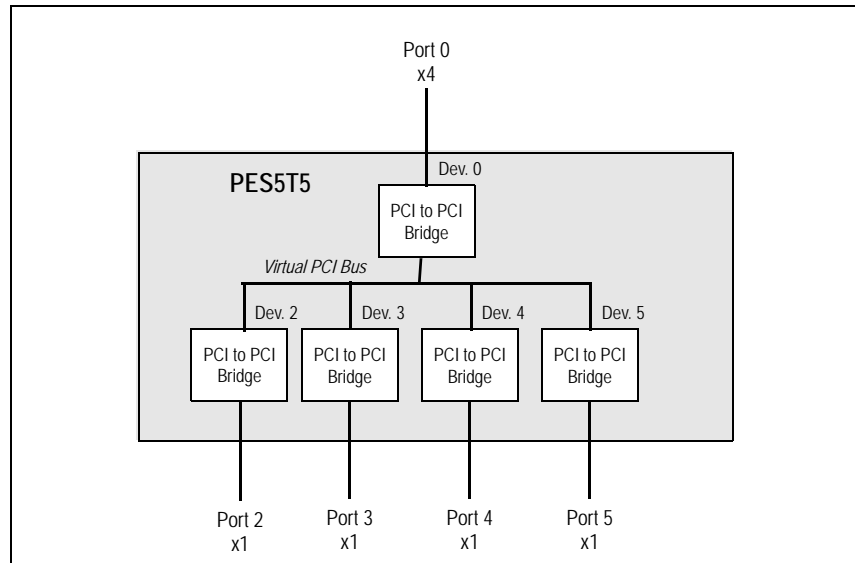 Port 0
x4
Dev. 0
PES5T5
PCI to PCI
Bridge
Virtual PCI Bus
Dev. 2
Dev. 3
Dev. 4
Dev. 5
PCI to PCI
Bridge
PCI to PCI
Bridge
PCI to PCI
Bridge
PCI to PCI
Bridge
Port 2
x1
Port 3
x1
Port 4
x1
Port 5
x1